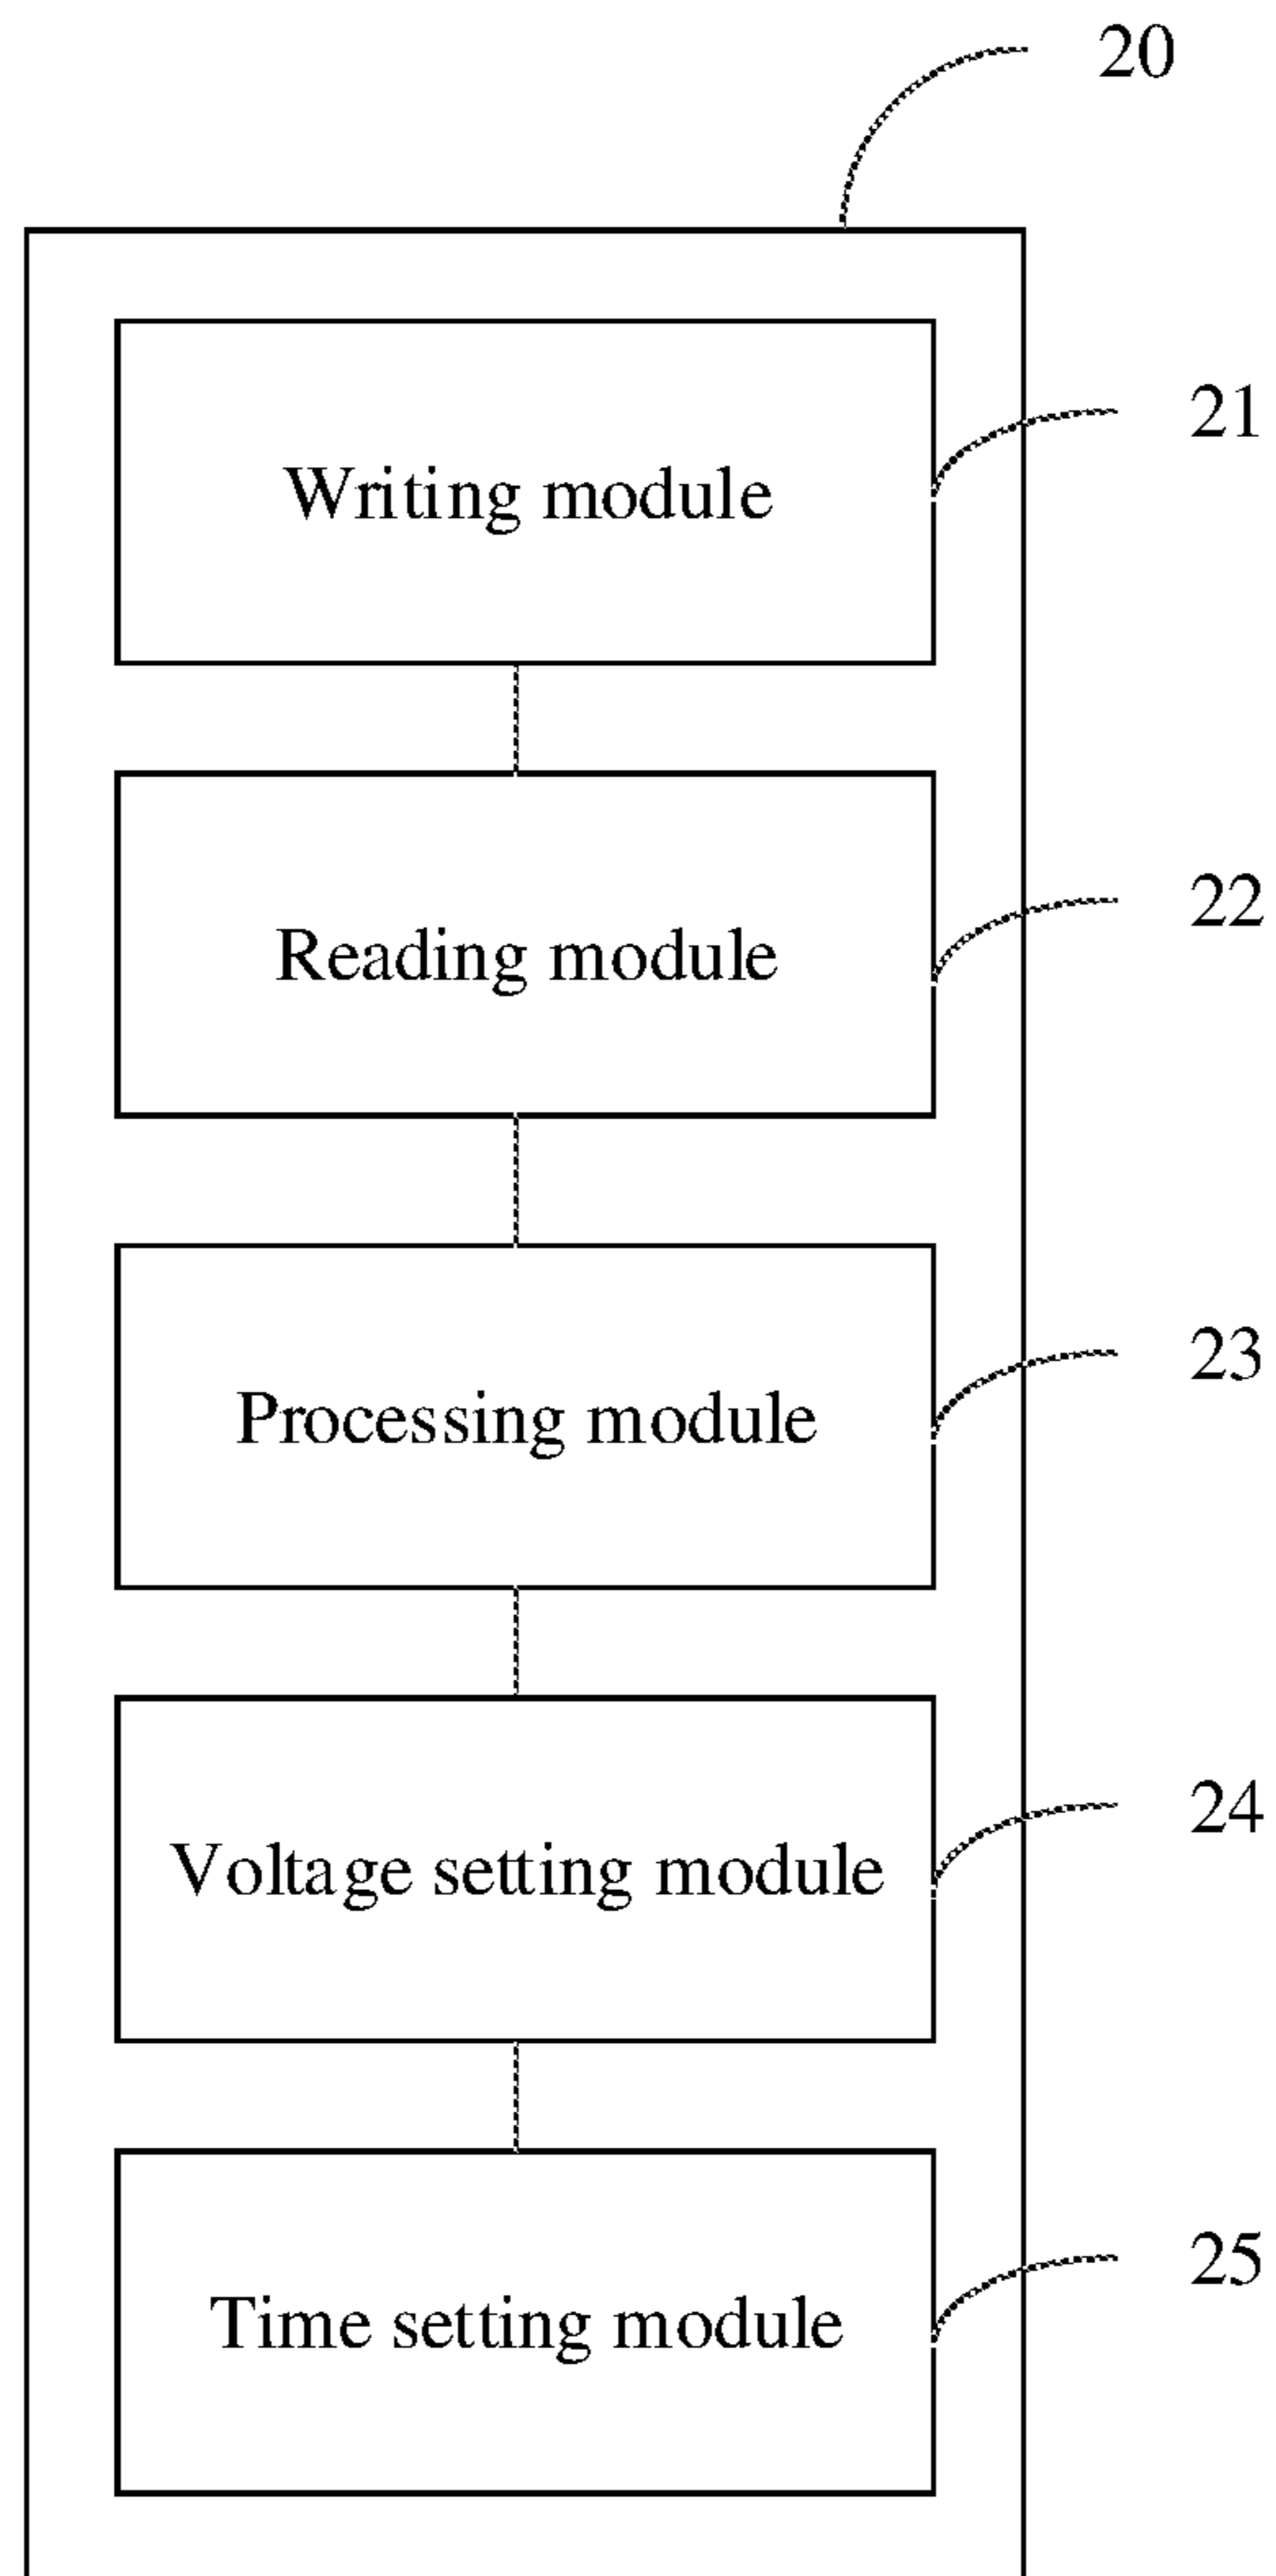 20
Writing module
21
Reading module
22
Processing module
23
Voltage setting module
24
Time setting module
25